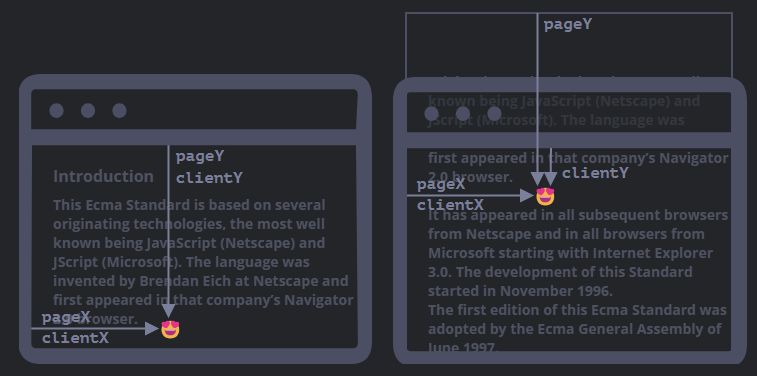 pageY
clientY
Introduction
This Ecma Standard is based on several
originating technologies, the most well
known being JavaScript (Netscape) and
JScript (Microsoft). The language was
invented by Brendan Eich at Netscape and
first appeared in that company's Navigator
browser.
pageX
clientX
pageY
known being JavaScript (Netscape) and
JScript (Microsoft). The language was
first appeared in that company's Navigator
2.0 browser.
clientY
pageX
clientX
It has appeared in all subsequent browsers
from Netscape and in all browsers from
Microsoft starting with Internet Explorer
3.0. The development of this Standard
started in November 1996.
The first edition of this Ecma Standard was
adopted by the Ecma General Assembly of
June 1997.